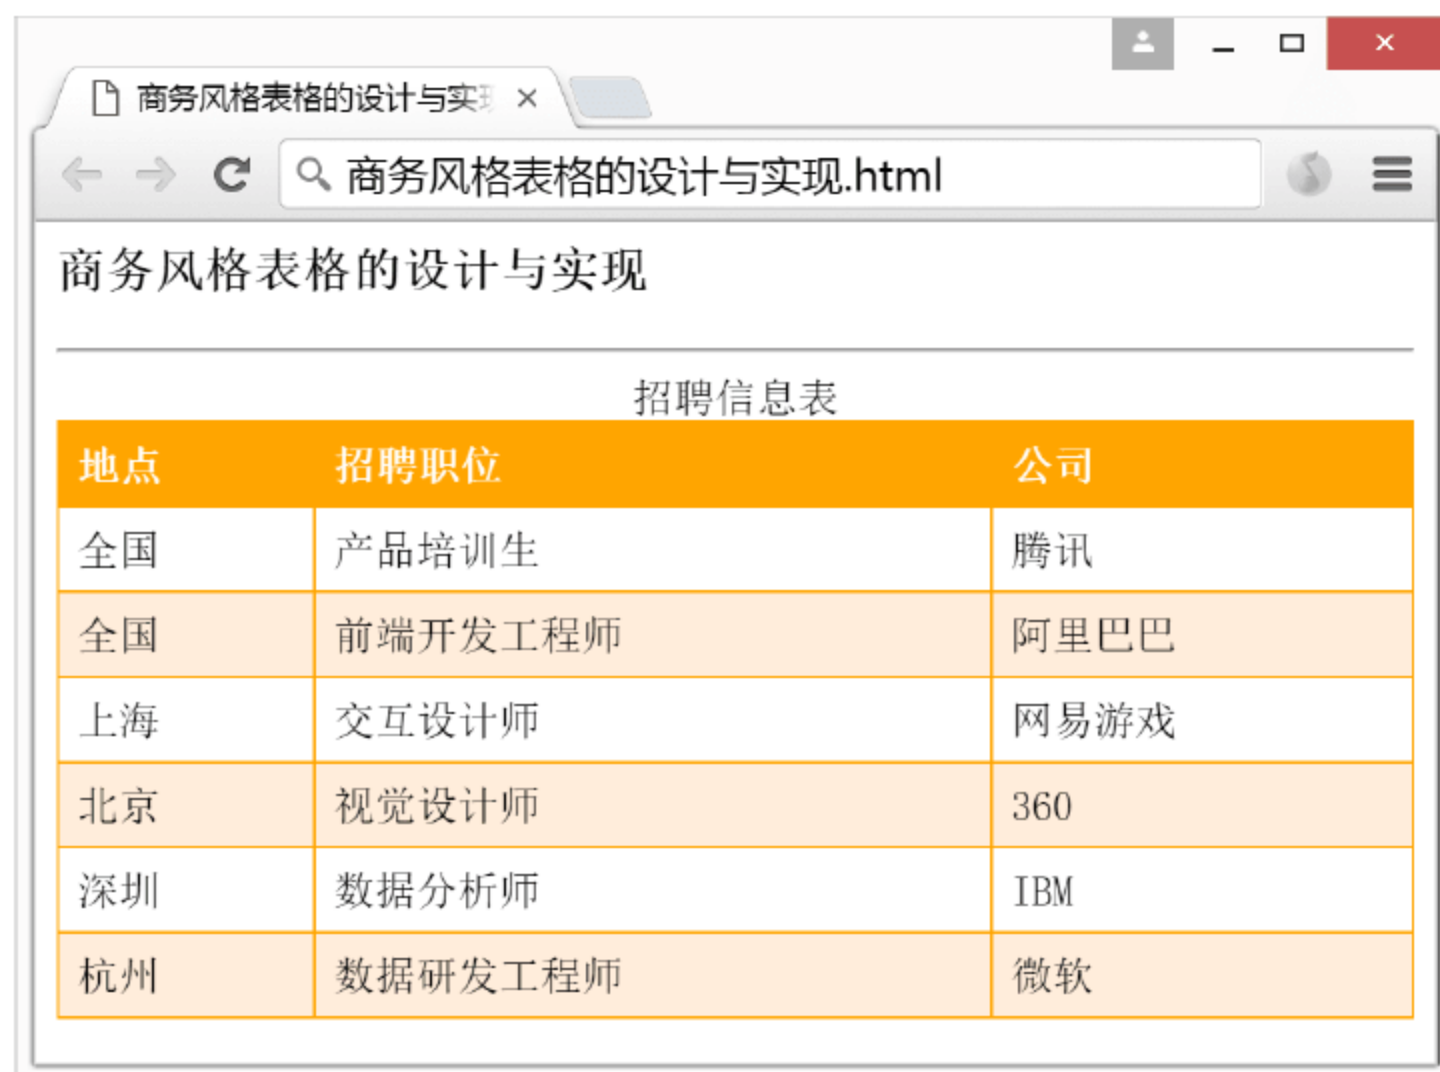 商务风格表格的设计与实
商务风格表格的设计与实现.html
商务风格表格的设计与实现
招聘信息表
地点 招聘职位 公司
全国 产品培训生 腾讯
全国 前端开发工程师 阿里巴巴
上海 交互设计师 网易游戏
北京 视觉设计师 360
深圳 数据分析师 IBM
杭州 数据研发工程师 微软